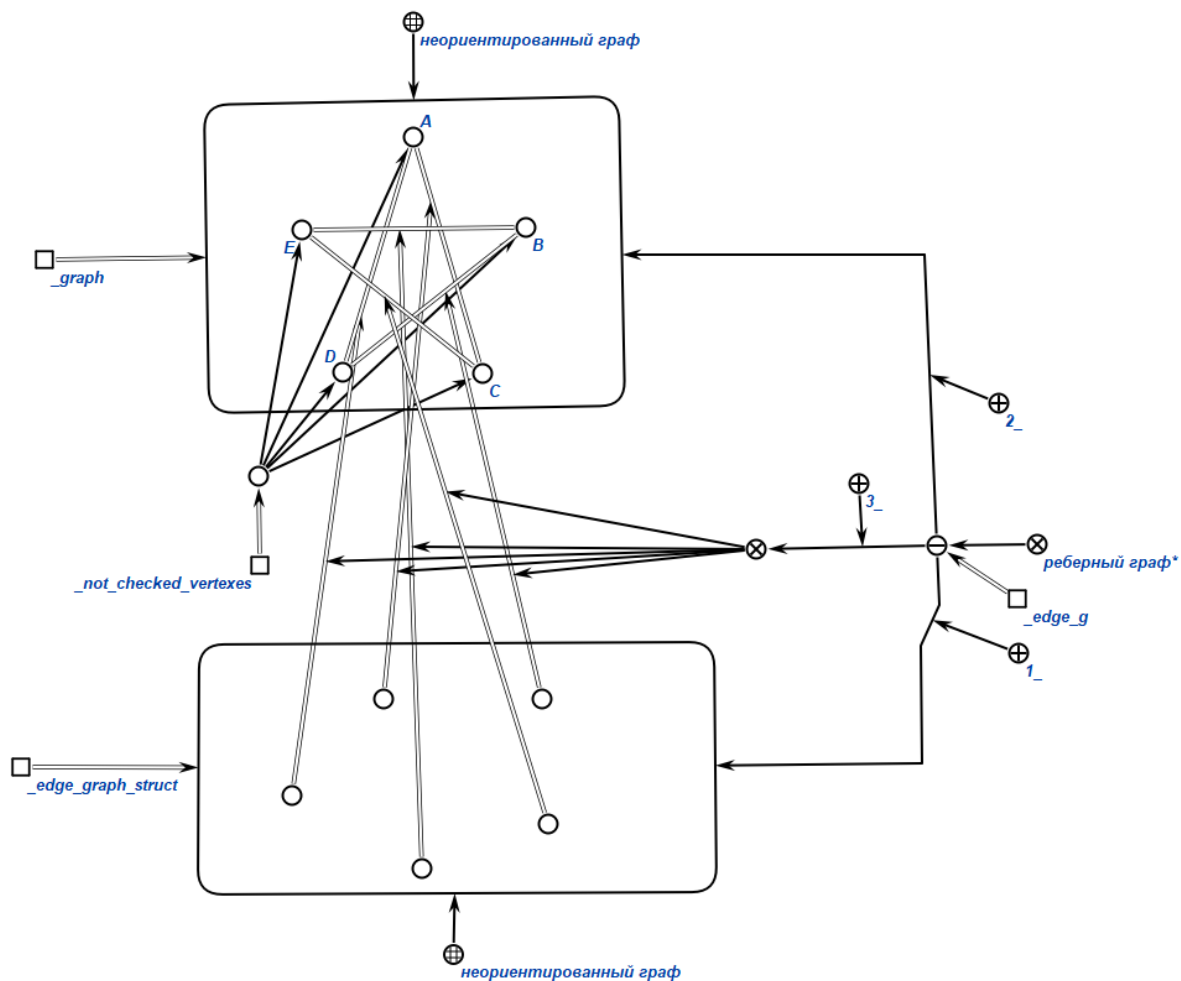 неориентированный граф
A
E
B
_graph
D
C
2_
3_
_not_checked_vertexes
реберный граф*
_edge_g
1_
_edge_graph_struct
неориентированный граф